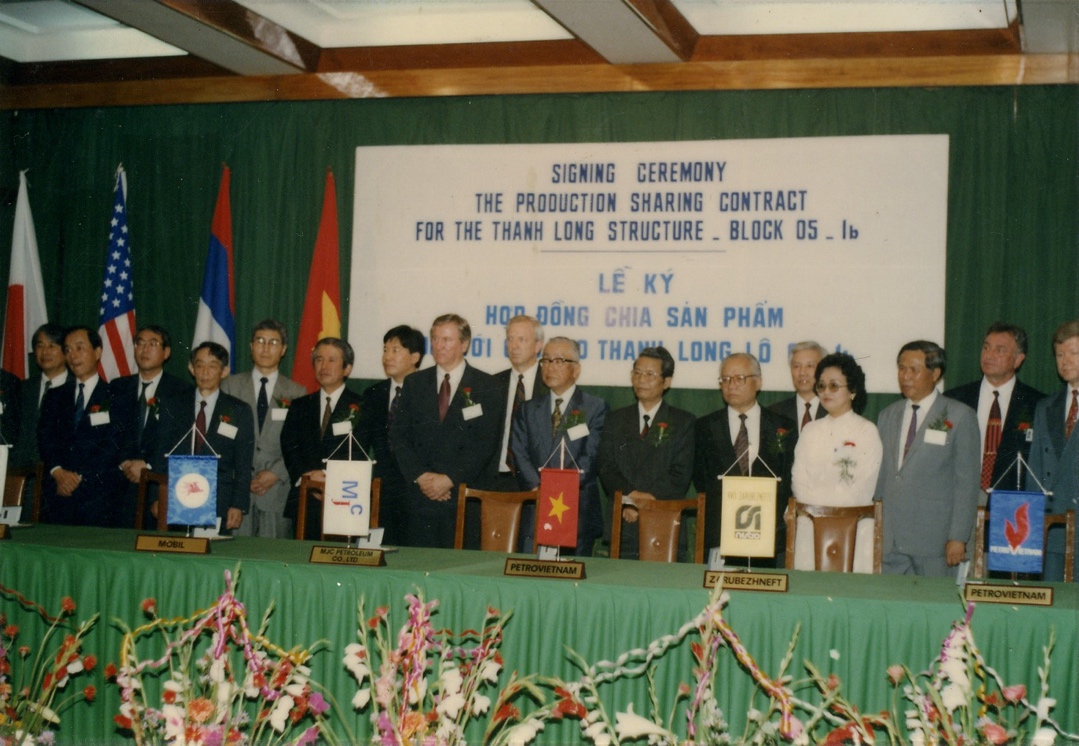 SIGNING CEREMONY
THE PRODUCTION SHARING CONTRACT
FOR THE THANH LONG STRUCTURE _ BLOCK 05 _ 1b
LỄ KÝ
HỢP ĐỒNG CHIA SẢN PHẨM
THANH LONG LÔ
MJC
PETROVIETNAM
MOBIL
MJC PETROLEUM
CO., LTD
PETROVIETNAM
ZARUBEZHNEFT
PETROVIETNAM